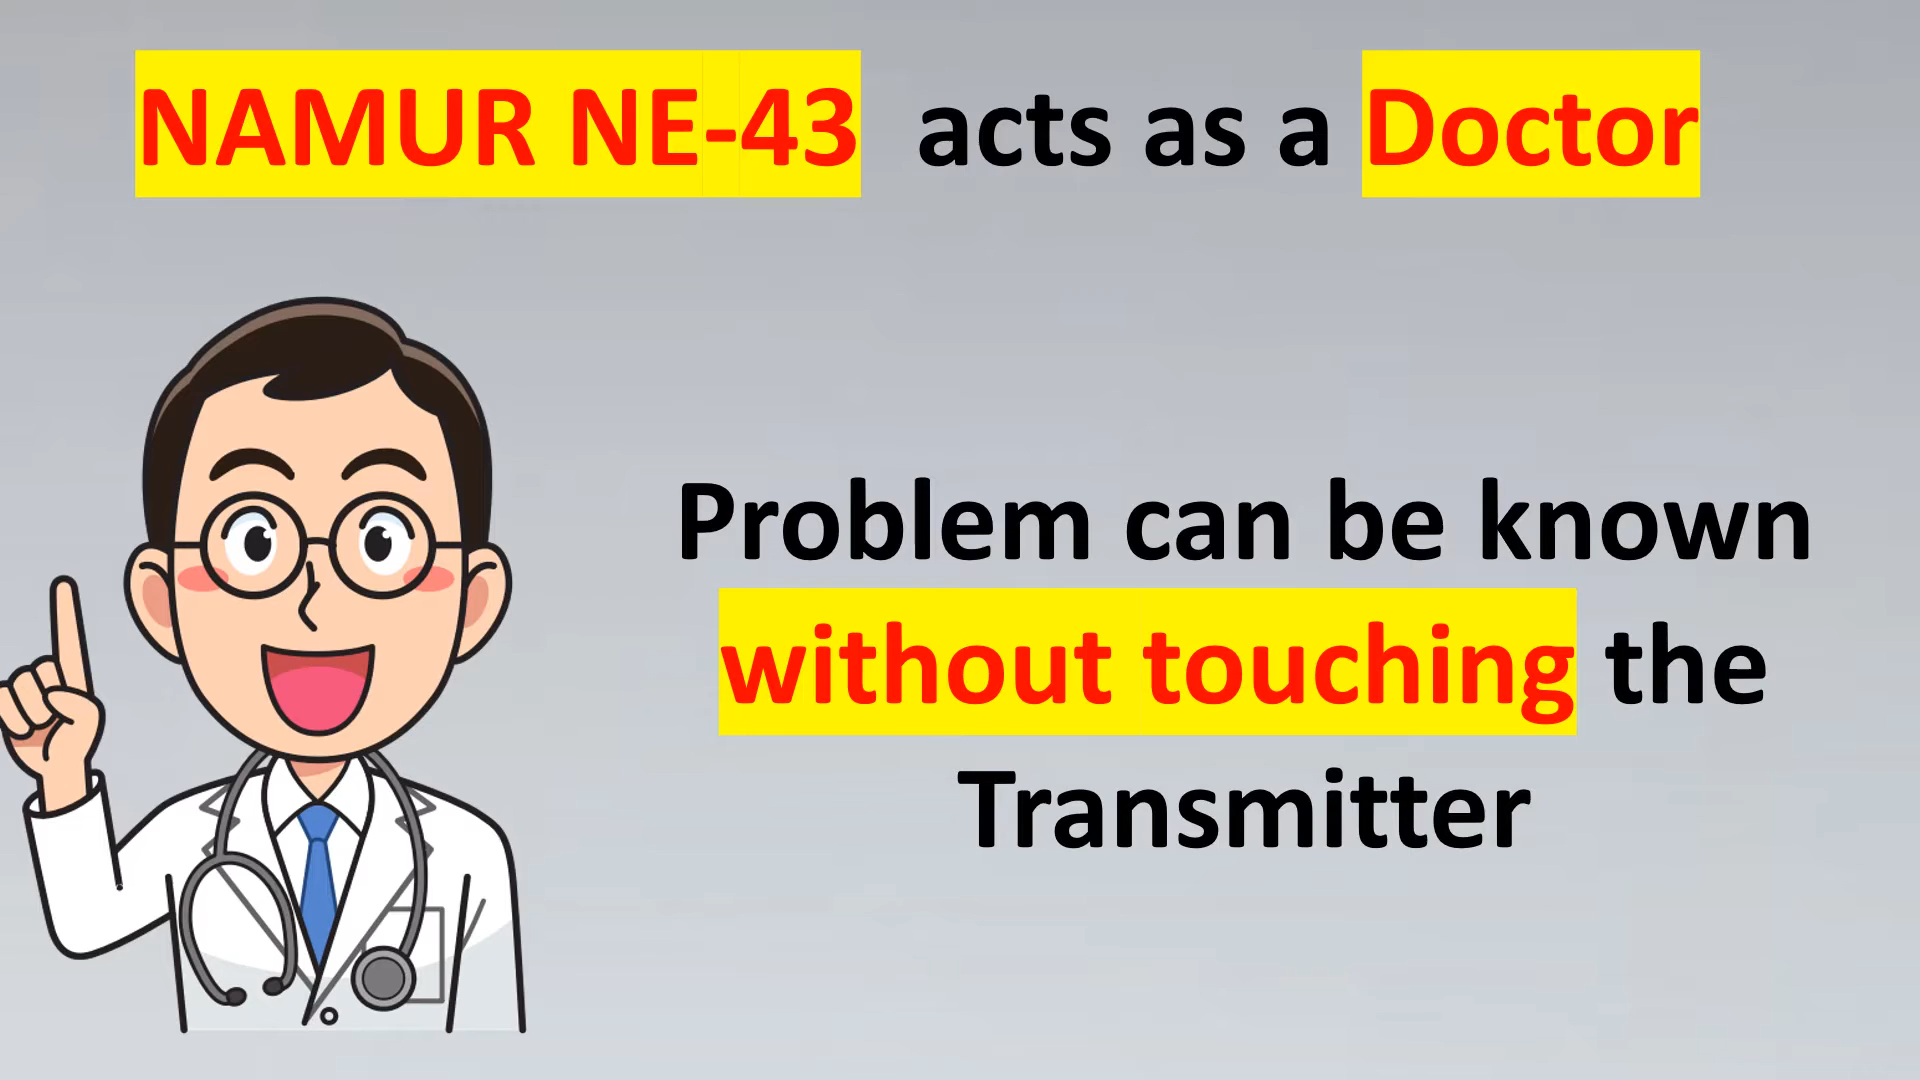 NAMUR NE-43 acts as a Doctor
Problem can be known
without touching the
Transmitter